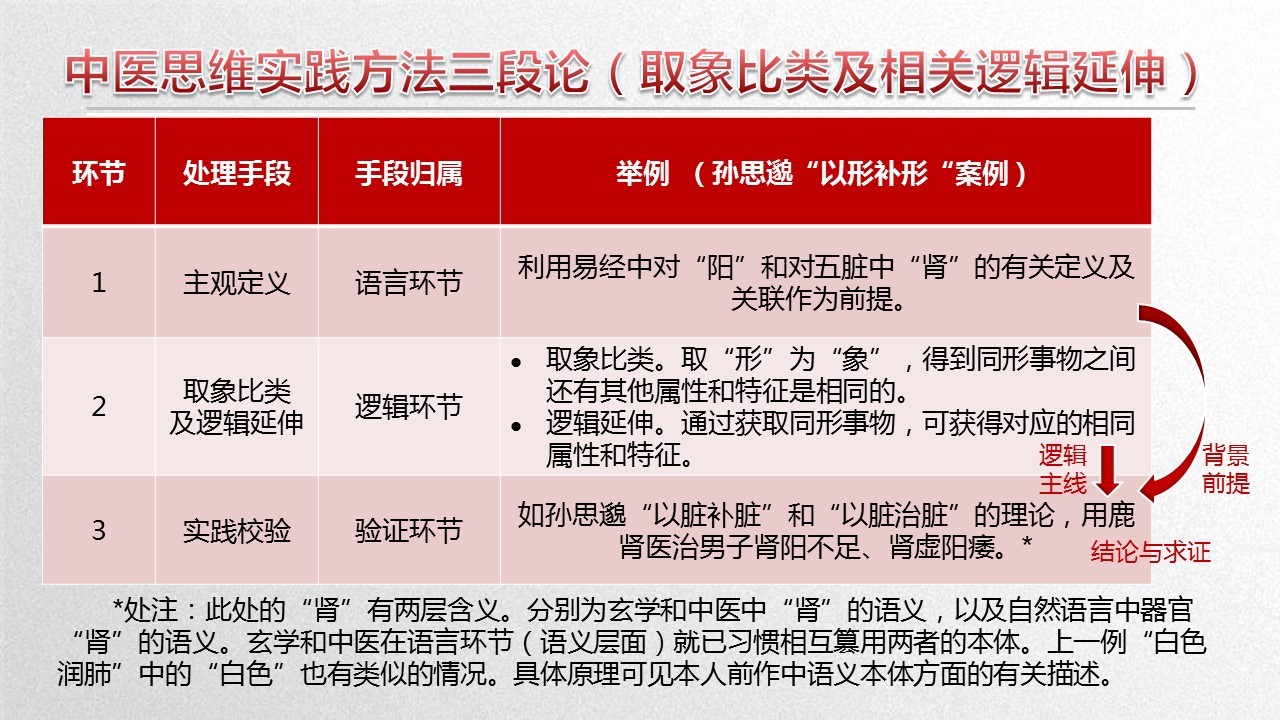 中医思维实践方法三段论（取象比类及相关逻辑延伸）
环节
处理手段
手段归属
举例 （孙思邈“以形补形“案例）
1
主观定义
语言环节
利用易经中对“阳”和对五脏中“肾”的有关定义及
关联作为前提。
2
取象比类
及逻辑延伸
逻辑环节
● 取象比类。取“形”为“象”，得到同形事物之间
还有其他属性和特征是相同的。
● 逻辑延伸。通过获取同形事物，可获得对应的相同
属性和特征。
逻辑
主线
背景
前提
3
实践校验
验证环节
如孙思邈“以脏补脏”和“以脏治脏”的理论，用鹿
肾医治男子肾阳不足、肾虚阳痿。*
结论与求证
*处注：此处的“肾”有两层含义。分别为玄学和中医中“肾”的语义，以及自然语言中器官
“肾”的语义。玄学和中医在语言环节（语义层面）就已习惯相互篡用两者的本体。上一例“白色
润肺”中的“白色”也有类似的情况。具体原理可见本人前作中语义本体方面的有关描述。